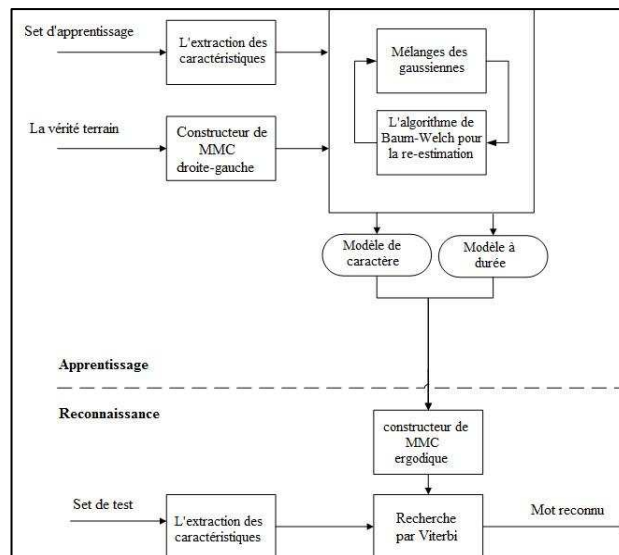 Set d'apprentissage
L'extraction des
caractéristiques
Mélanges des
gaussiennes
La vérité terrain
Constructeur de
MMC
droite-gauche
L'algorithme de
Baum-Welch pour
la re-estimation
Modèle de
caractère
Modèle à
durée
Apprentissage
Reconnaissance
constructeur de
MMC
ergodique
Set de test
L'extraction des
caractéristiques
Recherche
par Viterbi
Mot reconnu